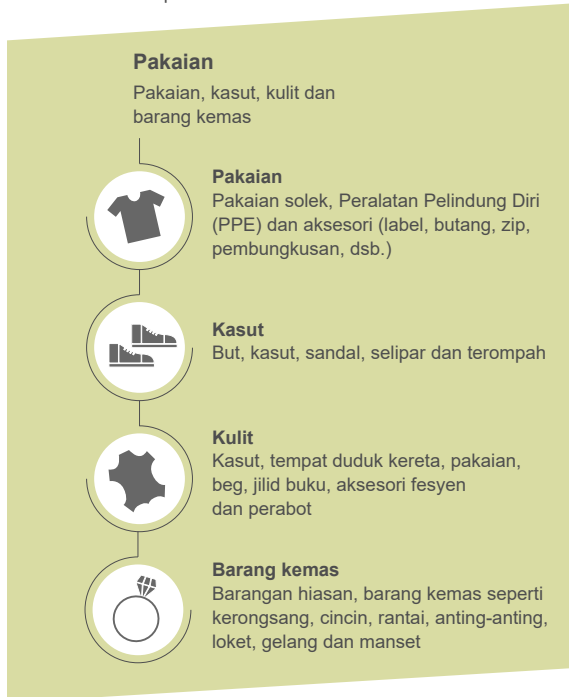 Pakaian
Pakaian, kasut, kulit dan
barang kemas
Pakaian
Pakaian solek, Peralatan Pelindung Diri
(PPE) dan aksesori (label, butang, zip,
pembungkusan, dsb.)
Kasut
But, kasut, sandal, selipar dan terompah
Kulit
Kasut, tempat duduk kereta, pakaian,
beg, jilid buku, aksesori fesyen
dan perabot
Barang kemas
Barangan hiasan, barang kemas seperti
kerongsang, cincin, rantai, anting-anting,
loket, gelang dan manset